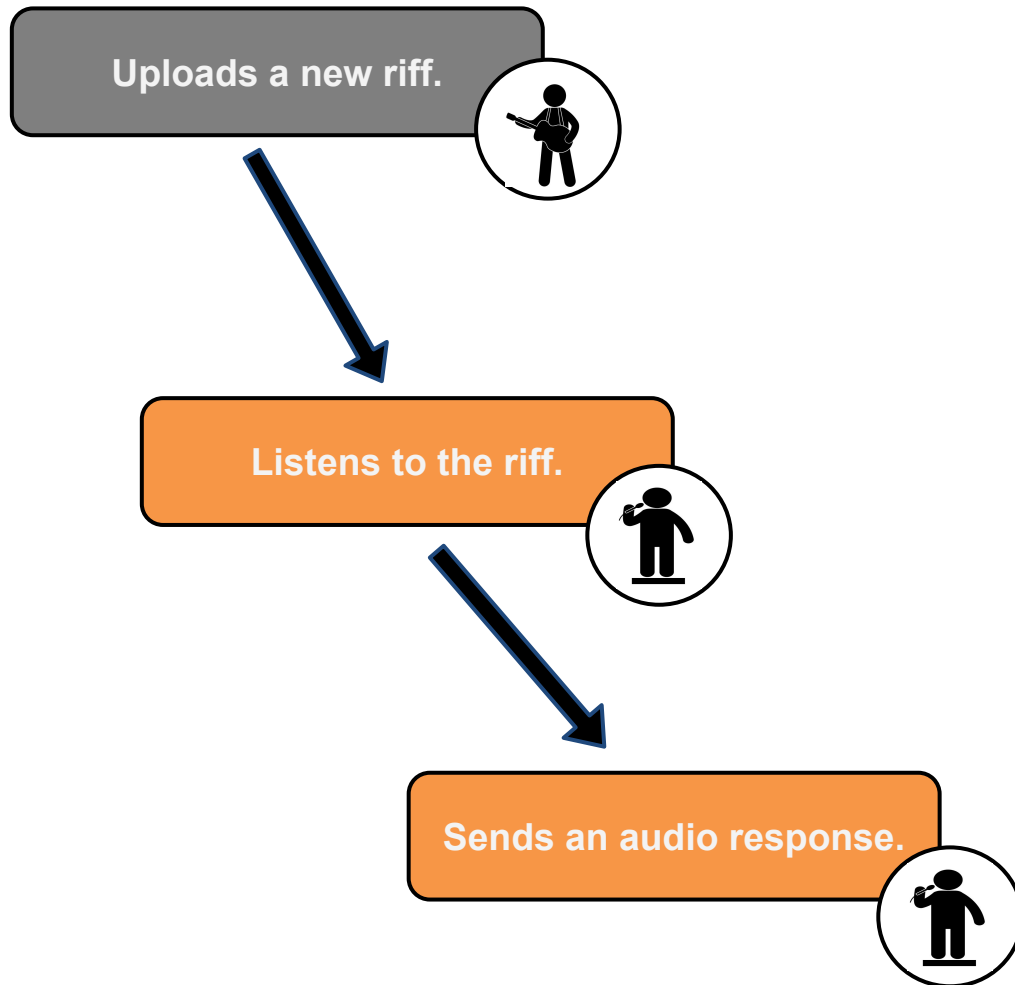 Uploads a new riff.
Listens to the riff.
Sends an audio response.